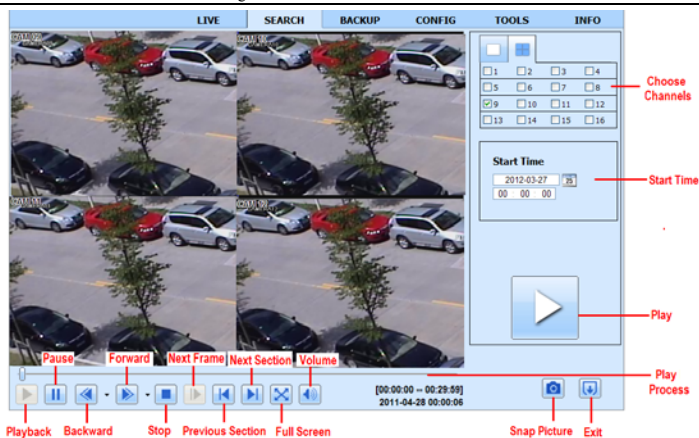 LIVE SEARCH BACKUP CONFIG TOOLS INFO
1 2 3 4
5 6 7 8
9 10 11 12
13 14 15 16
Choose
Channels
Start Time
2012-03-27 25
00 : 00 : 00
Start Time
Play
Pause Forward Next Frame Next Section Volume
Play
Process
[00:00:00 -- 00:29:59]
2011-04-28 00:00:06
Playback Backward Stop Previous Section Full Screen Snap Picture Exit